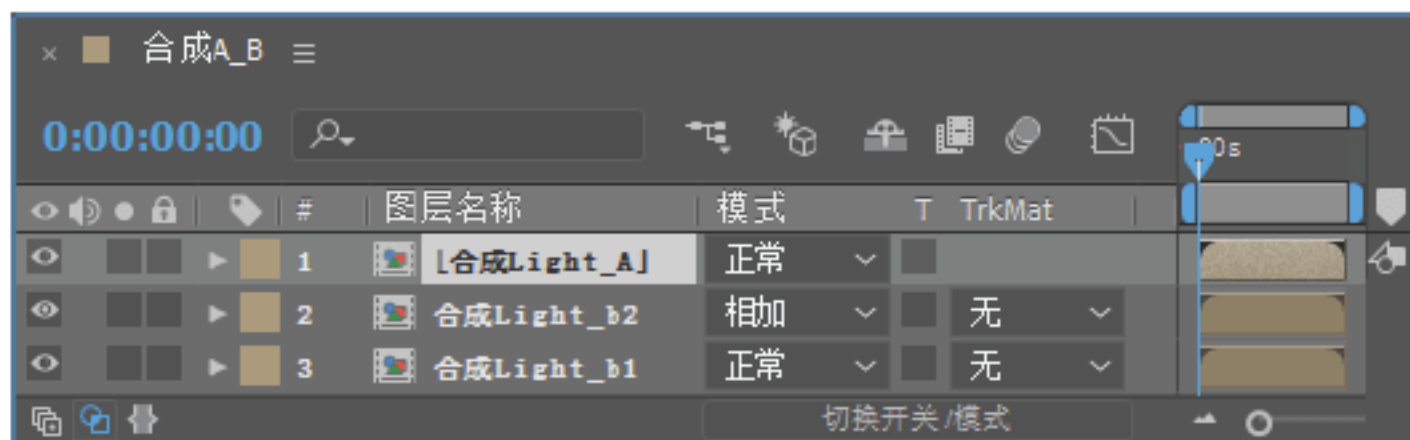 × 合成A_B ≡
0:00:00:00
00s
# 图层名称 模式 T TrkMat
1 [合成Light_A] 正常
2 合成Light_b2 相加 无
3 合成Light_b1 正常 无
切换开关/模式